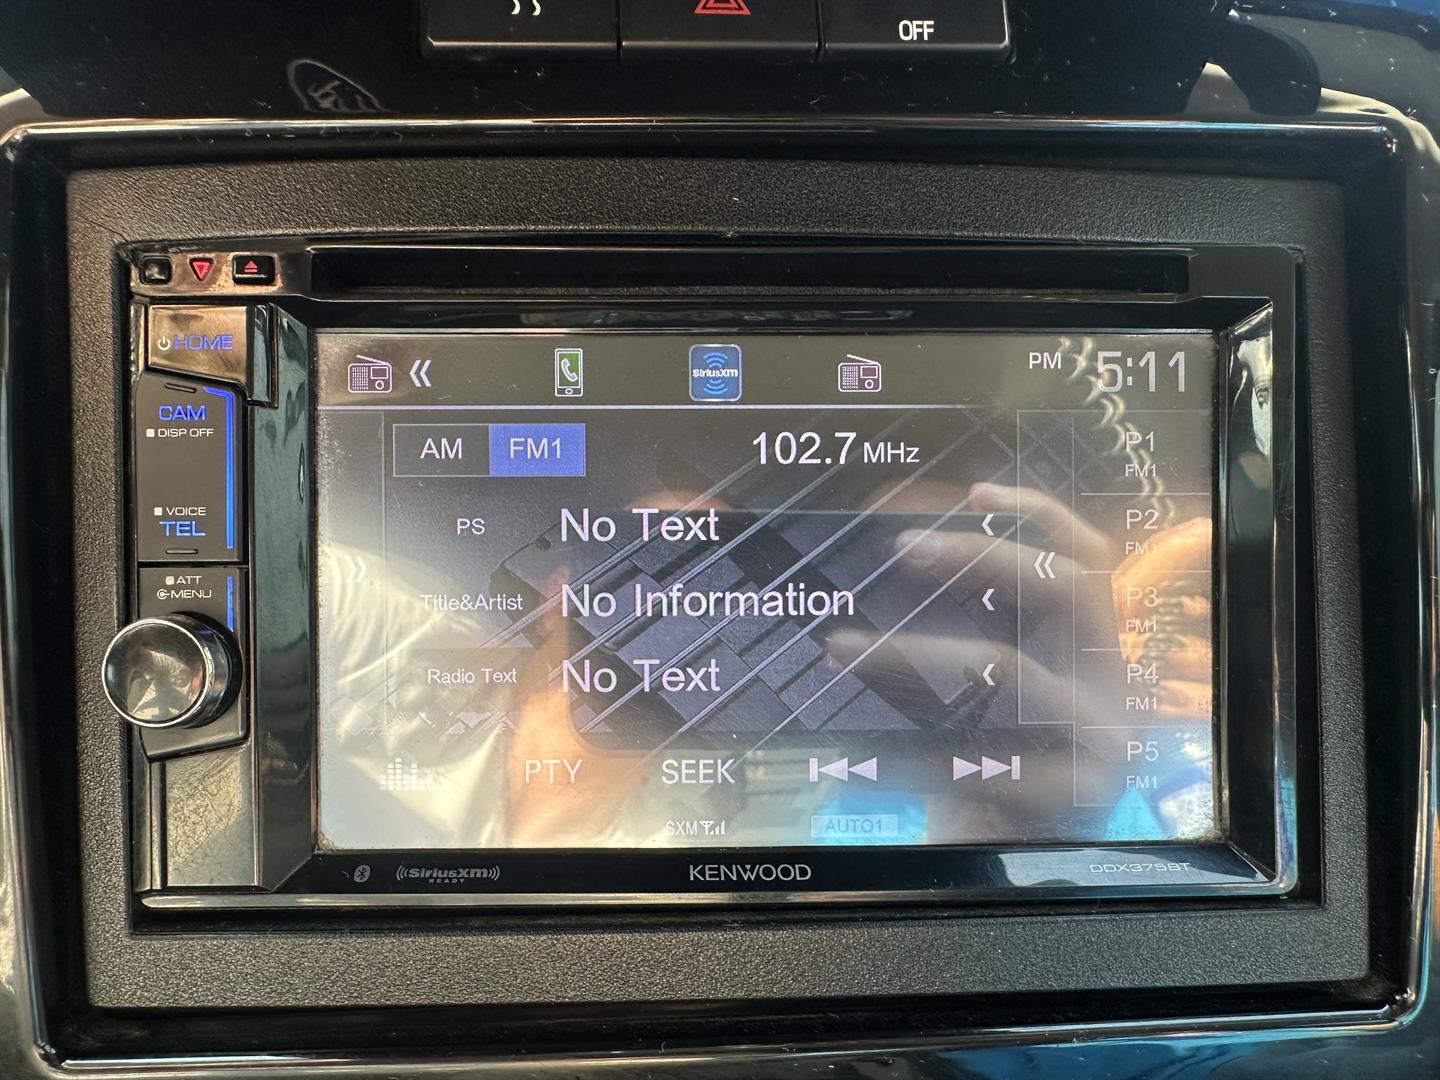 OFF
HOME
CAM
DISP OFF
VOICE
TEL
ATT
MENU
SiriusXm
PM 5:11
AM FM1 102.7 MHz
PS No Text
Title&Artist No Information
Radio Text No Text
P1
FM1
P2
FM1
P3
FM1
P4
FM1
P5
FM1
PTY SEEK
SXM AUTO1
((SiriusXm))
READY
KENWOOD
DDX375BT